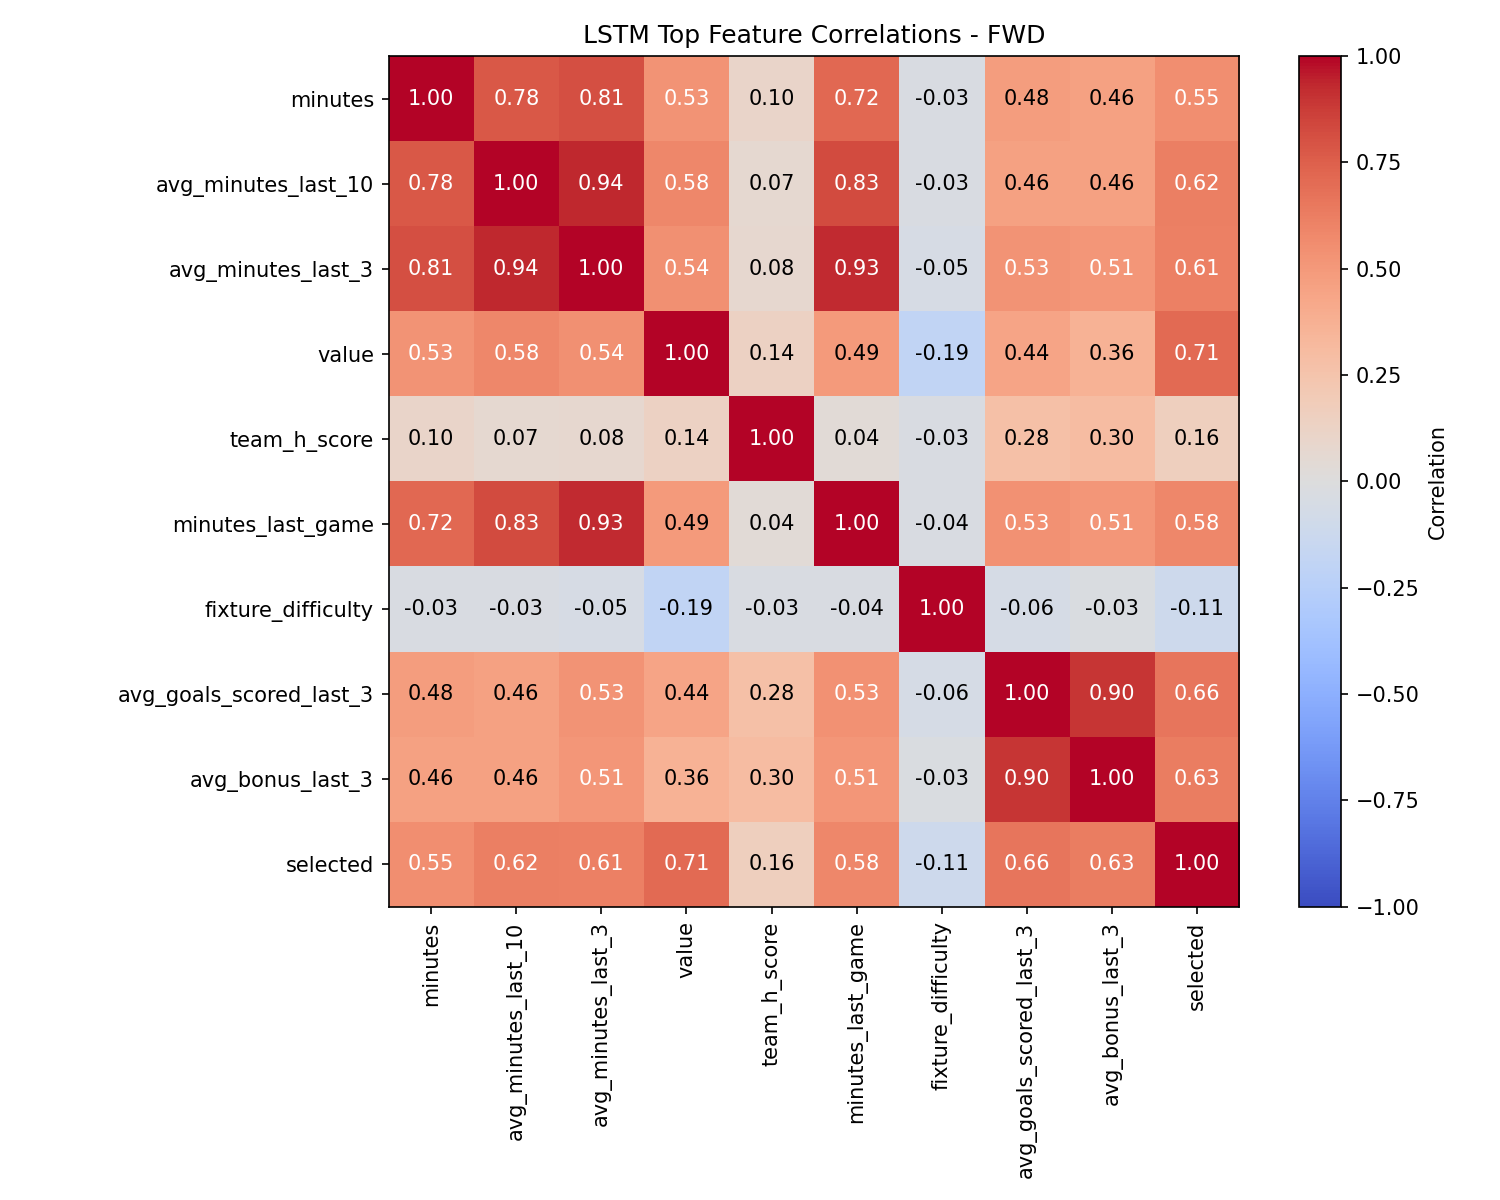 LSTM Top Feature Correlations - FWD
minutes 1.00 0.78 0.81 0.53 0.10 0.72 -0.03 0.48 0.46 0.55
avg_minutes_last_10 0.78 1.00 0.94 0.58 0.07 0.83 -0.03 0.46 0.46 0.62
avg_minutes_last_3 0.81 0.94 1.00 0.54 0.08 0.93 -0.05 0.53 0.51 0.61
value 0.53 0.58 0.54 1.00 0.14 0.49 -0.19 0.44 0.36 0.71
team_h_score 0.10 0.07 0.08 0.14 1.00 0.04 -0.03 0.28 0.30 0.16
minutes_last_game 0.72 0.83 0.93 0.49 0.04 1.00 -0.04 0.53 0.51 0.58
fixture_difficulty -0.03 -0.03 -0.05 -0.19 -0.03 -0.04 1.00 -0.06 -0.03 -0.11
avg_goals_scored_last_3 0.48 0.46 0.53 0.44 0.28 0.53 -0.06 1.00 0.90 0.66
avg_bonus_last_3 0.46 0.46 0.51 0.36 0.30 0.51 -0.03 0.90 1.00 0.63
selected 0.55 0.62 0.61 0.71 0.16 0.58 -0.11 0.66 0.63 1.00
minutes
avg_minutes_last_10
avg_minutes_last_3
value
team_h_score
minutes_last_game
fixture_difficulty
avg_goals_scored_last_3
avg_bonus_last_3
selected
1.00
0.75
0.50
0.25
0.00
−0.25
−0.50
−0.75
−1.00
Correlation